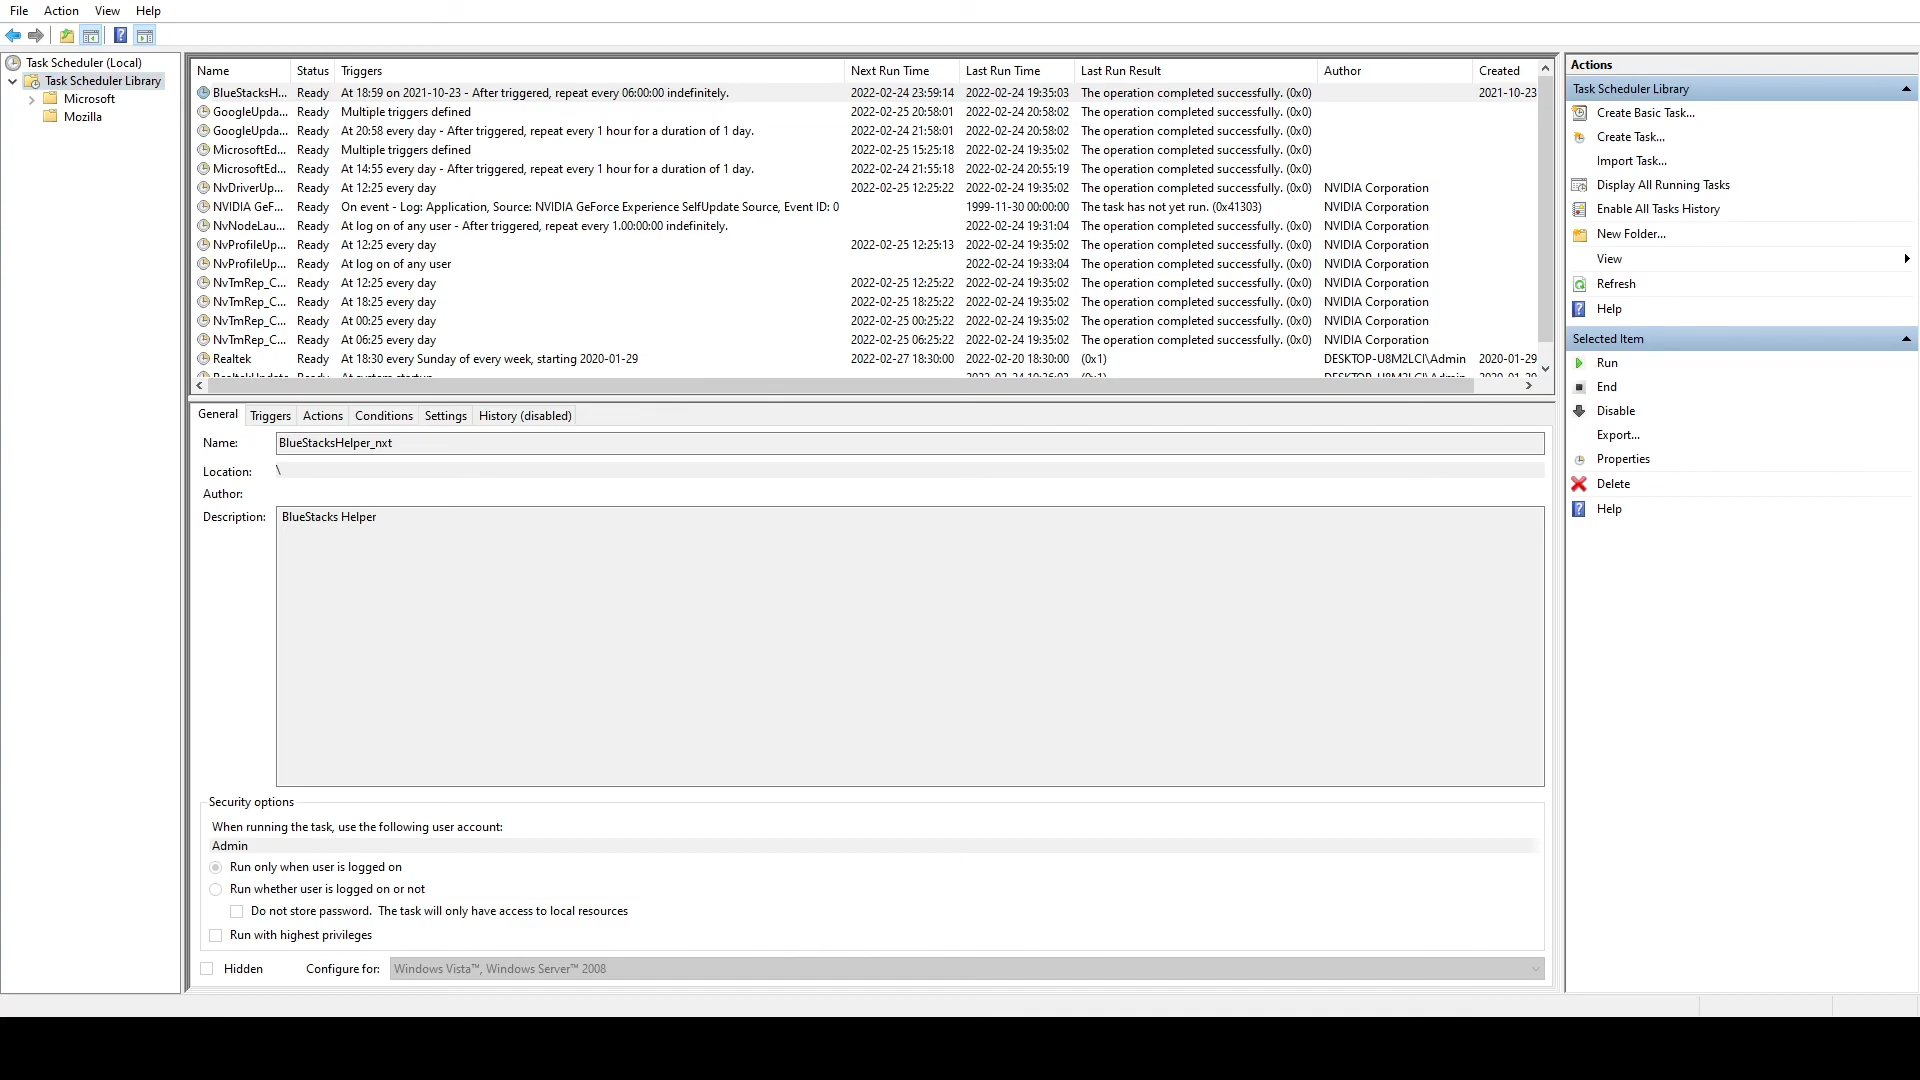 File Action View Help
Task Scheduler (Local)
Task Scheduler Library
Microsoft
Mozilla
Name Status Triggers Next Run Time Last Run Time Last Run Result Author Created
BlueStacksH... Ready At 18:59 on 2021-10-23 - After triggered, repeat every 06:00:00 indefinitely. 2022-02-24 23:59:14 2022-02-24 19:35:03 The operation completed successfully. (0x0) 2021-10-23
GoogleUpda... Ready Multiple triggers defined 2022-02-25 20:58:01 2022-02-24 20:58:02 The operation completed successfully. (0x0)
GoogleUpda... Ready At 20:58 every day - After triggered, repeat every 1 hour for a duration of 1 day. 2022-02-24 21:58:01 2022-02-24 20:58:02 The operation completed successfully. (0x0)
MicrosoftEd... Ready Multiple triggers defined 2022-02-25 15:25:18 2022-02-24 19:35:02 The operation completed successfully. (0x0)
MicrosoftEd... Ready At 14:55 every day - After triggered, repeat every 1 hour for a duration of 1 day. 2022-02-24 21:55:18 2022-02-24 20:55:19 The operation completed successfully. (0x0)
NvDriverUp... Ready At 12:25 every day 2022-02-25 12:25:22 2022-02-24 19:35:02 The operation completed successfully. (0x0) NVIDIA Corporation
NVIDIA GeF... Ready On event - Log: Application, Source: NVIDIA GeForce Experience SelfUpdate Source, Event ID: 0 1999-11-30 00:00:00 The task has not yet run. (0x41303) NVIDIA Corporation
NvNodeLau... Ready At log on of any user - After triggered, repeat every 1.00:00:00 indefinitely. 2022-02-24 19:31:04 The operation completed successfully. (0x0) NVIDIA Corporation
NvProfileUp... Ready At 12:25 every day 2022-02-25 12:25:13 2022-02-24 19:35:02 The operation completed successfully. (0x0) NVIDIA Corporation
NvProfileUp... Ready At log on of any user 2022-02-24 19:33:04 The operation completed successfully. (0x0) NVIDIA Corporation
NvTmRep_C... Ready At 12:25 every day 2022-02-25 12:25:22 2022-02-24 19:35:02 The operation completed successfully. (0x0) NVIDIA Corporation
NvTmRep_C... Ready At 18:25 every day 2022-02-25 18:25:22 2022-02-24 19:35:02 The operation completed successfully. (0x0) NVIDIA Corporation
NvTmRep_C... Ready At 00:25 every day 2022-02-25 00:25:22 2022-02-24 19:35:02 The operation completed successfully. (0x0) NVIDIA Corporation
NvTmRep_C... Ready At 06:25 every day 2022-02-25 06:25:22 2022-02-24 19:35:02 The operation completed successfully. (0x0) NVIDIA Corporation
Realtek Ready At 18:30 every Sunday of every week, starting 2020-01-29 2022-02-27 18:30:00 2022-02-20 18:30:00 (0x1) DESKTOP-U8M2LCI\Admin 2020-01-29
General Triggers Actions Conditions Settings History (disabled)
Name: BlueStacksHelper_nxt
Location: \
Author:
Description: BlueStacks Helper
Security options
When running the task, use the following user account:
Admin
Run only when user is logged on
Run whether user is logged on or not
Do not store password. The task will only have access to local resources
Run with highest privileges
Hidden Configure for: Windows Vista™, Windows Server™ 2008
Actions
Task Scheduler Library
Create Basic Task...
Create Task...
Import Task...
Display All Running Tasks
Enable All Tasks History
New Folder...
View
Refresh
Help
Selected Item
Run
End
Disable
Export...
Properties
Delete
Help